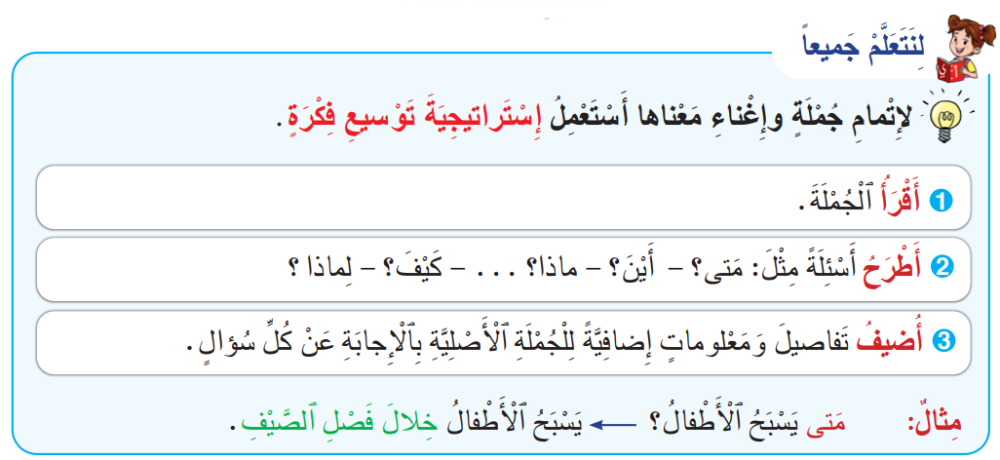 لِنَتَعَلَّمْ جَميعاً
لإِتْمامِ جُمْلَةٍ وإِغْناءِ مَعْناها أَسْتَعْمِلُ إِسْتَراتيجِيَةَ تَوْسيعِ فِكْرَةٍ.
1 أَقْرَأُ ٱلْجُمْلَةَ.
2 أَطْرَحُ أَسْئِلَةً مِثْلَ: مَتى؟ – أَيْنَ؟ – ماذا؟ ... – كَيْفَ؟ – لِماذا ؟
3 أُضيفُ تَفاصيلَ وَمَعْلوماتٍ إِضافِيَّةً لِلْجُمْلَةِ ٱلْأَصْلِيَّةِ بِٱلْإِجابَةِ عَنْ كُلِّ سُؤالٍ.
مِثالٌ: مَتى يَسْبَحُ ٱلْأَطْفالُ؟ ← يَسْبَحُ ٱلْأَطْفالُ خِلالَ فَصْلِ ٱلصَّيْفِ.